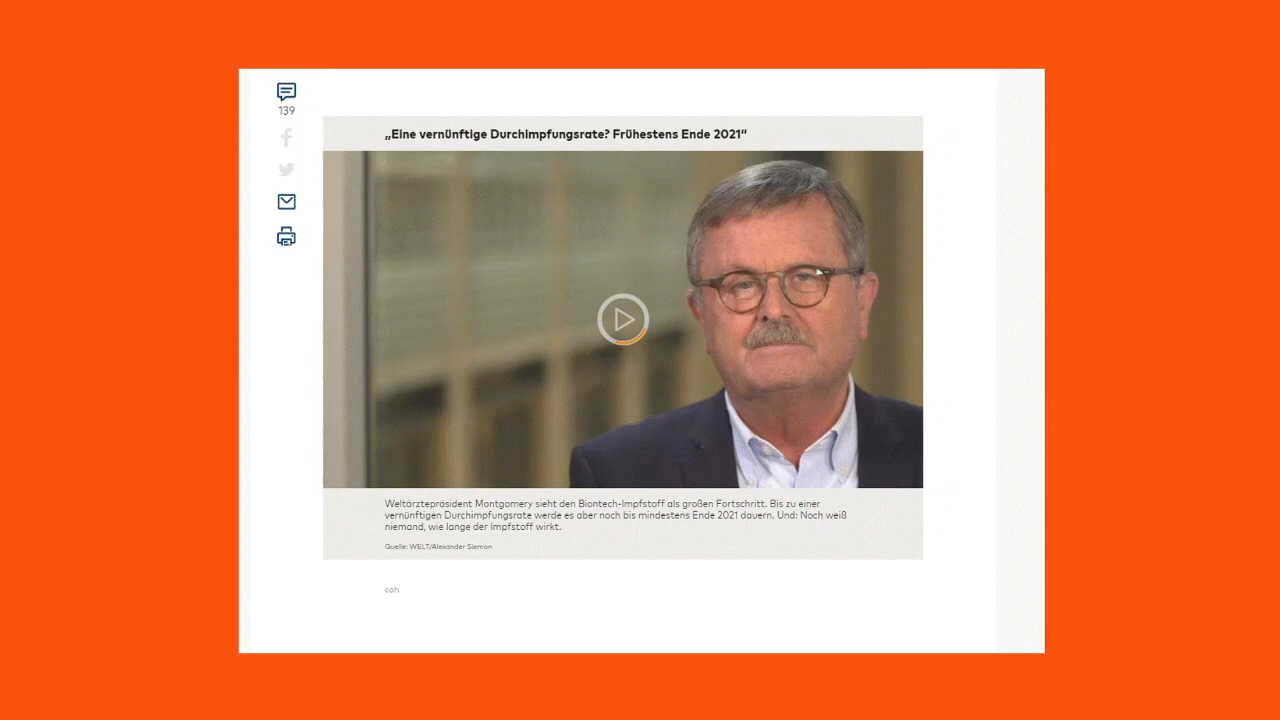 139
„Eine vernünftige Durchimpfungsrate? Frühestens Ende 2021“
Weltärztepräsident Montgomery sieht den Biontech-Impfstoff als großen Fortschritt. Bis zu einer
vernünftigen Durchimpfungsrate werde es aber noch bis mindestens Ende 2021 dauern. Und: Noch weiß
niemand, wie lange der Impfstoff wirkt.
Quelle: WELT/Alexander Siemon
coh